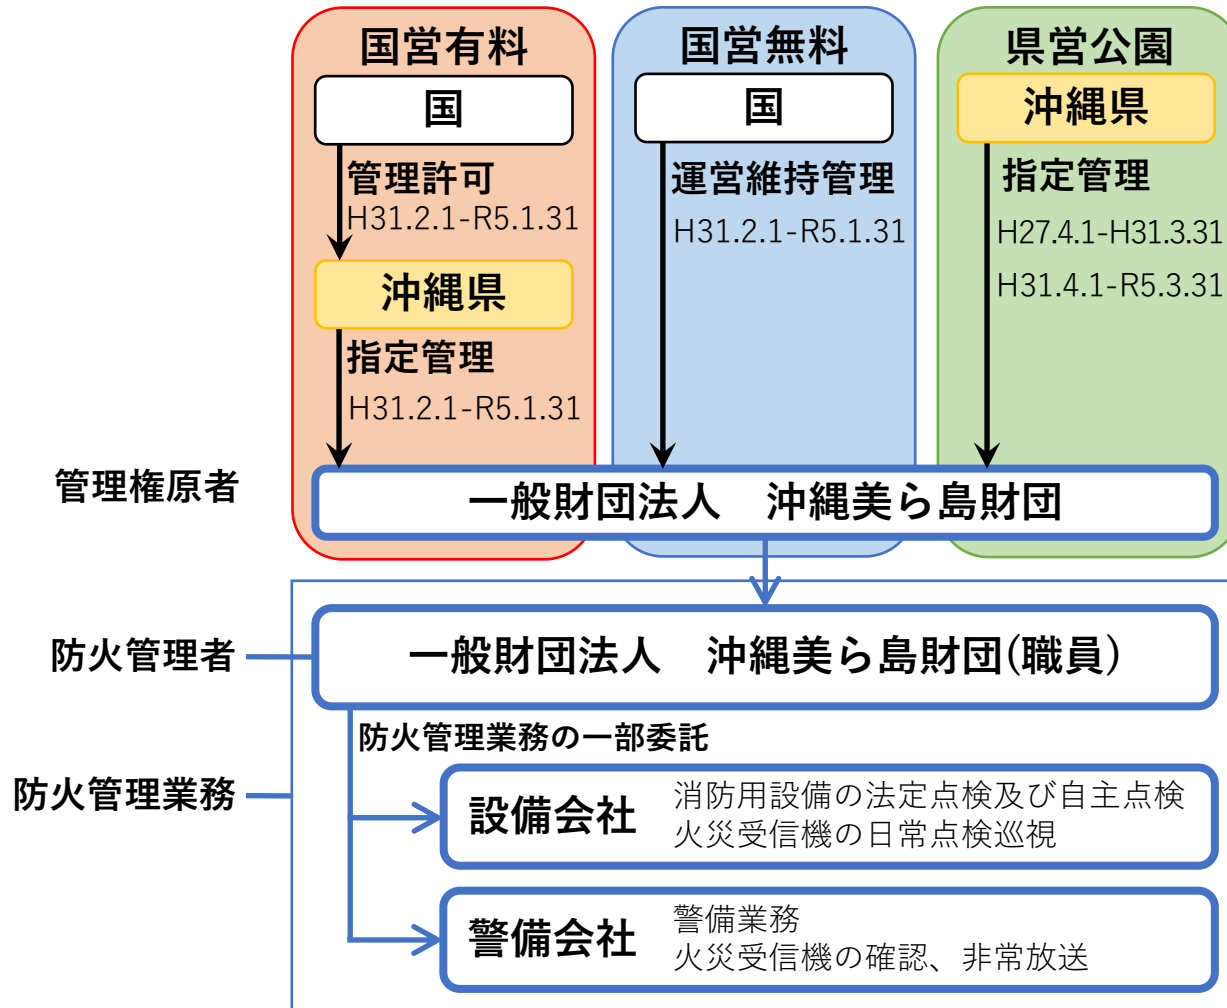 国営有料
国
管理許可
H31.2.1-R5.1.31
沖縄県
指定管理
H31.2.1-R5.1.31
国営無料
国
運営維持管理
H31.2.1-R5.1.31
県営公園
沖縄県
指定管理
H27.4.1-H31.3.31
H31.4.1-R5.3.31
管理権原者
一般財団法人　沖縄美ら島財団
防火管理者
一般財団法人　沖縄美ら島財団(職員)
防火管理業務の一部委託
防火管理業務
設備会社
消防用設備の法定点検及び自主点検
火災受信機の日常点検巡視
警備会社
警備業務
火災受信機の確認、非常放送